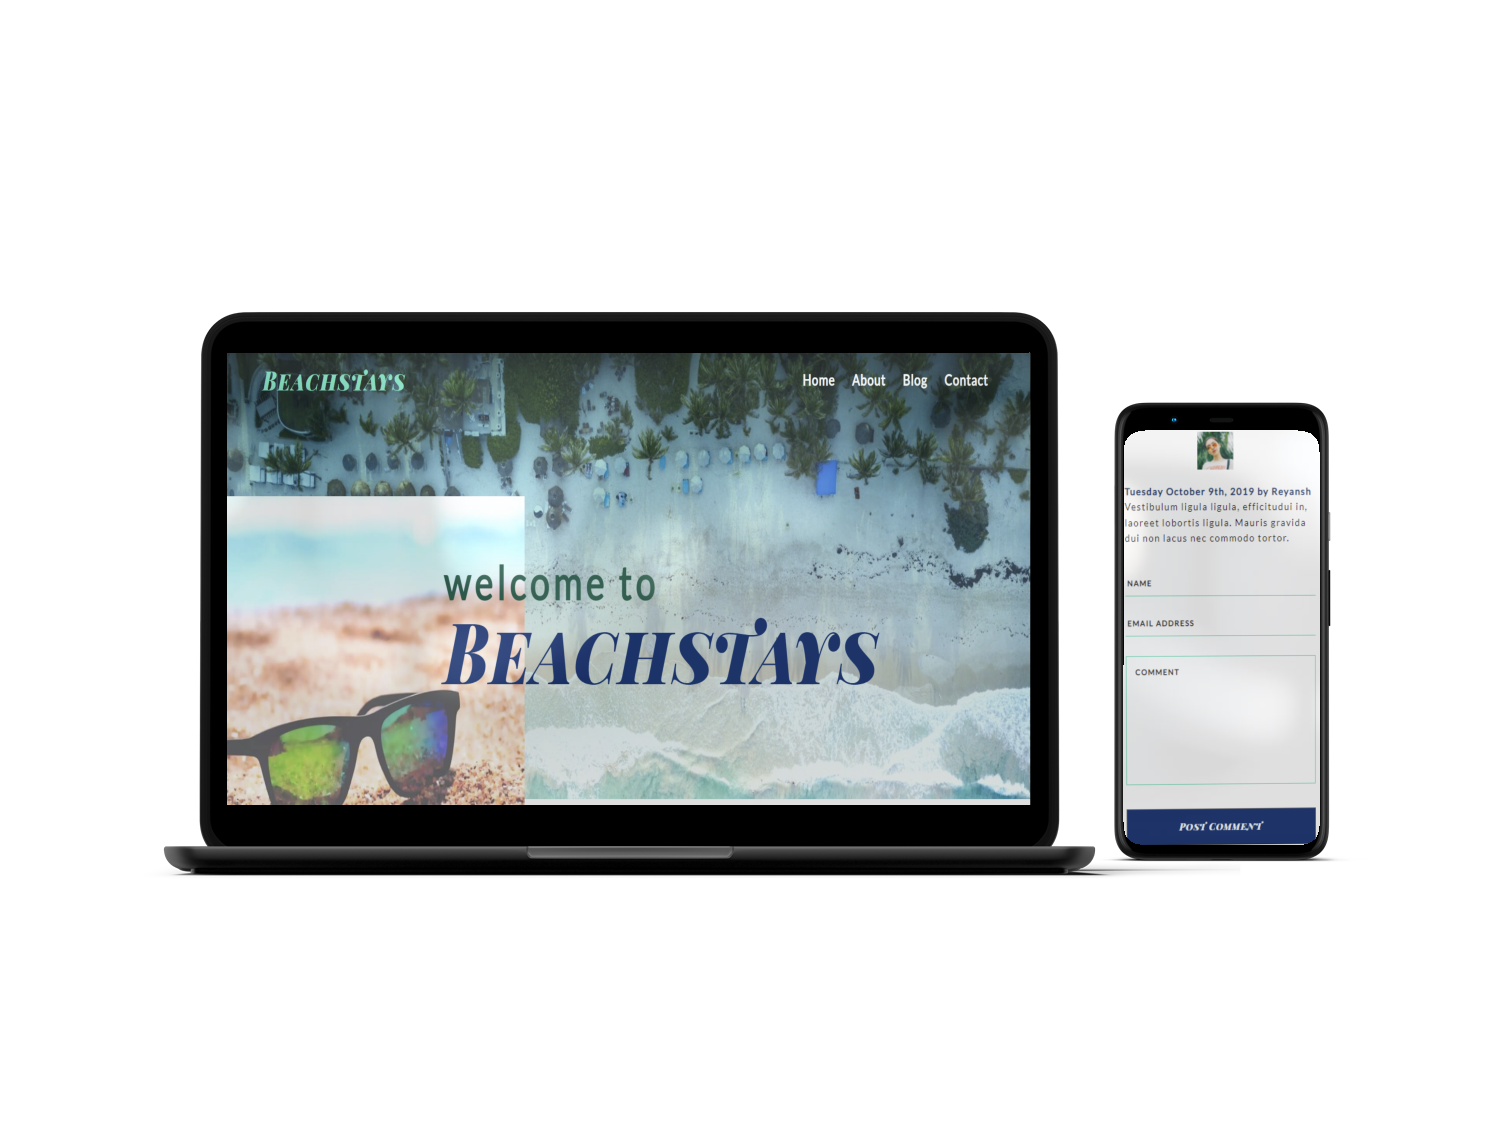 BEACHSTAYS
Home About Blog Contact
welcome to
BEACHSTAYS
Tuesday October 9th, 2019 by Reyansh
Vestibulum ligula ligula, efficitudui in,
laoreet lobortis ligula. Mauris gravida
dui non lacus nec commodo tortor.
NAME
EMAIL ADDRESS
COMMENT
POST COMMENT